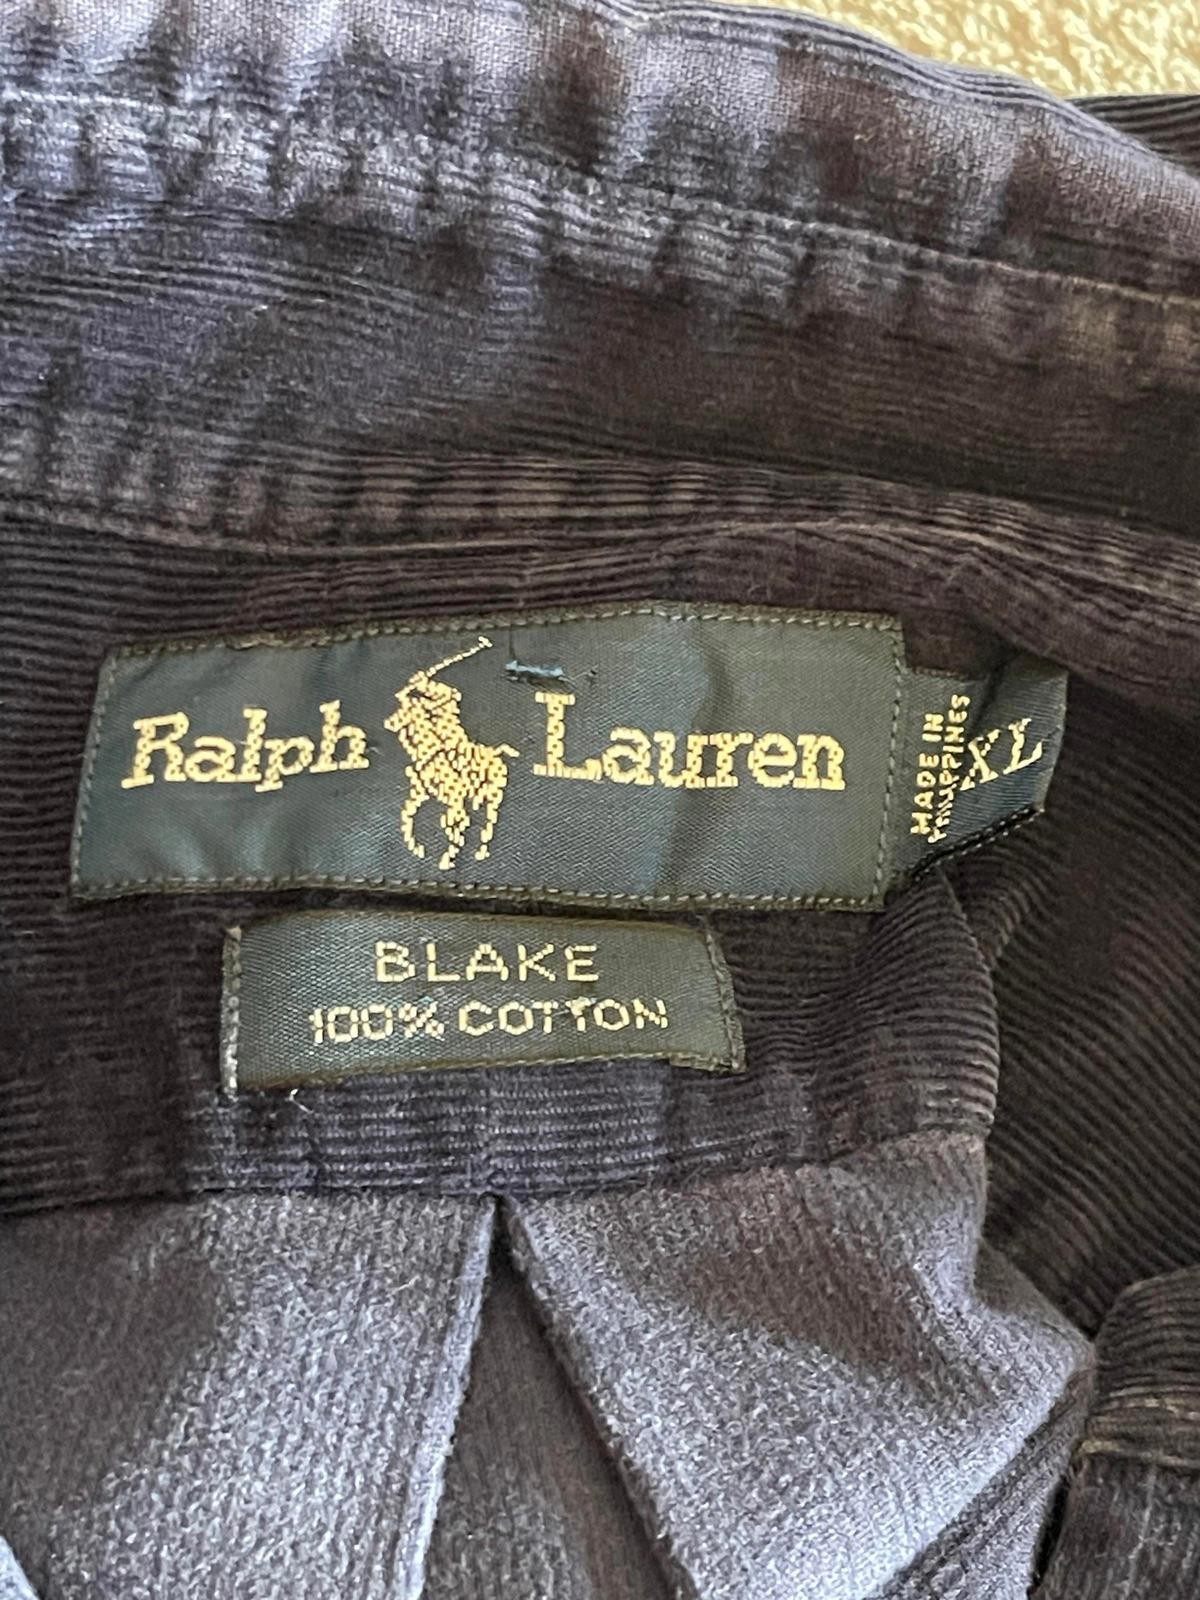 Ralph Lauren
MADE IN
PHILIPPINES
XL
BLAKE
100% COTTON